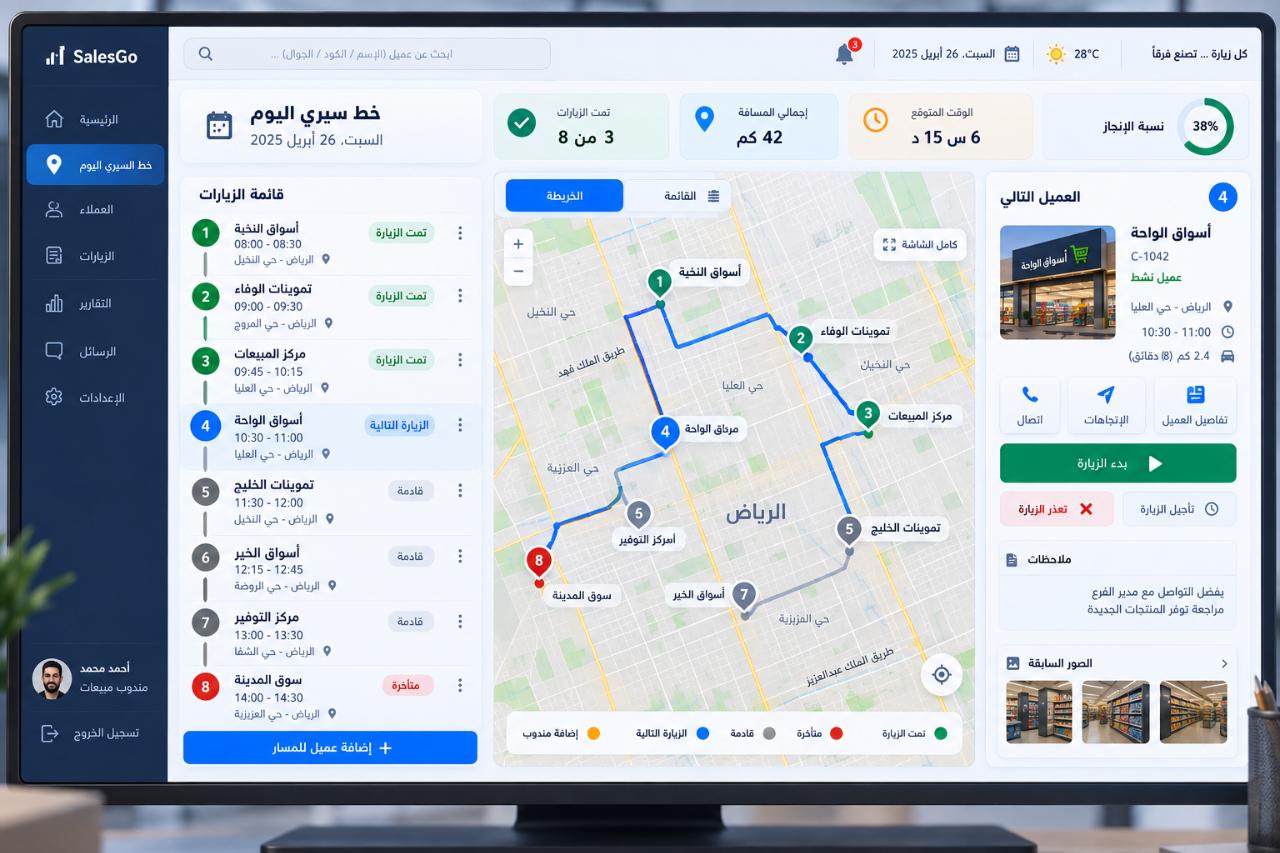 SalesGo
الرئيسية
خط السيري اليوم
العملاء
الزيارات
التقارير
الرسائل
الإعدادات
أحمد محمد
مندوب مبيعات
تسجيل الخروج
ابحث عن عميل (الإسم / الكود / الجوال) ...
3
السبت، 26 أبريل 2025
28°C
كل زيارة ... تصنع فرقاً
خط سيري اليوم
السبت، 26 أبريل 2025
تمت الزيارات
3 من 8
إجمالي المسافة
42 كم
الوقت المتوقع
6 س 15 د
نسبة الإنجاز
38%
قائمة الزيارات
1
أسواق النخبة
08:00 - 08:30
الرياض - حي النخيل
تمت الزيارة
2
تموينات الوفاء
09:00 - 09:30
الرياض - حي المروج
تمت الزيارة
3
مركز المبيعات
09:45 - 10:15
الرياض - حي العليا
تمت الزيارة
4
أسواق الواحة
10:30 - 11:00
الرياض - حي العليا
الزيارة التالية
5
تموينات الخليج
11:30 - 12:00
الرياض - حي النخيل
قادمة
6
أسواق الخير
12:15 - 12:45
الرياض - حي الروضة
قادمة
7
مركز التوفير
13:00 - 13:30
الرياض - حي الشفا
قادمة
8
سوق المدينة
14:00 - 14:30
الرياض - حي العزيزية
متأخرة
+ إضافة عميل للمسار
الخريطة
القائمة
+
−
كامل الشاشة
1
أسواق النخبة
حي النخيل
2
تموينات الوفاء
طريق الملك فهد
حي العليا
3
مركز المبيعات
4
الواحة
5
الرياض
5
تموينات الخليج
8
سوق المدينة
7
أسواق الخير
طريق الملك عبدالعزيز
تمت الزيارة
متأخرة
قادمة
الزيارة التالية
إضافة مندوب
العميل التالي
4
أسواق الواحة
أسواق الواحة
C-1042
عميل نشط
الرياض - حي العليا
10:30 - 11:00
2.4 كم (8 دقائق)
تفاصيل العميل
الإتجاهات
اتصال
بدء الزيارة
تأجيل الزيارة
تعذر الزيارة
ملاحظات
يفضل التواصل مع مدير الفرع
مراجعة توفر المنتجات الجديدة
الصور السابقة